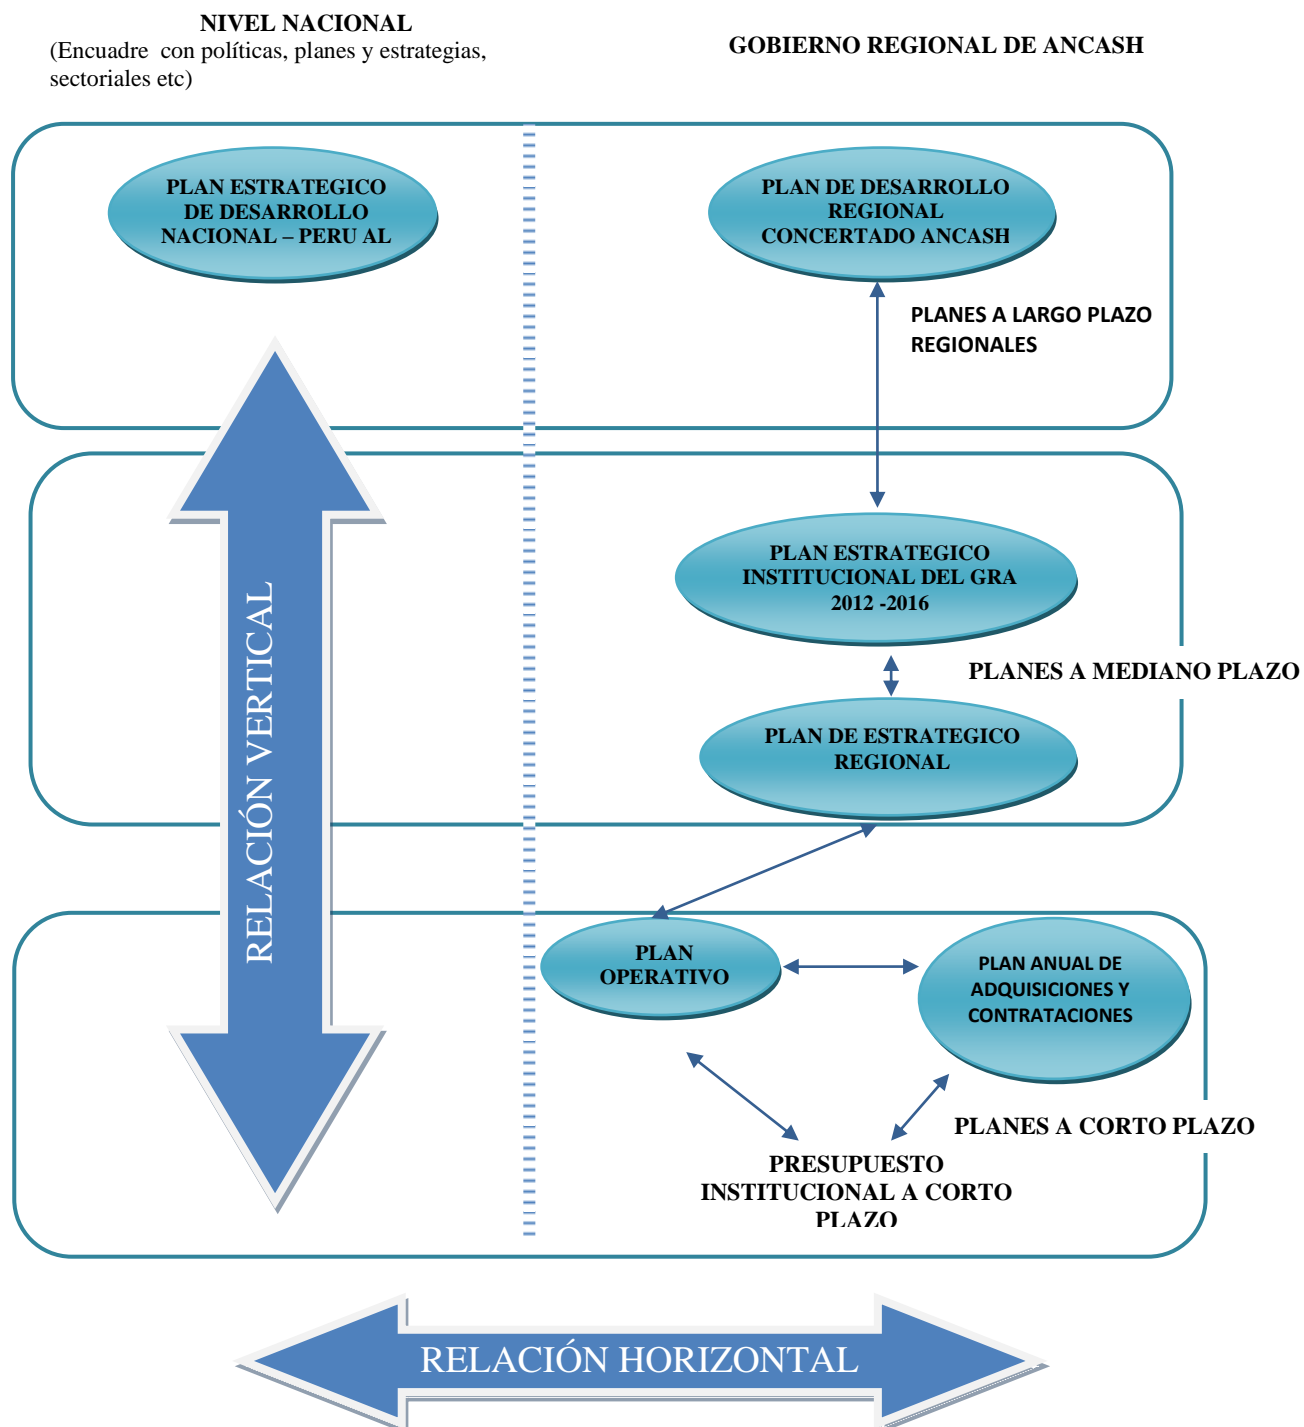 NIVEL NACIONAL
(Encuadre con políticas, planes y estrategias,
sectoriales etc)
GOBIERNO REGIONAL DE ANCASH
PLAN ESTRATEGICO
DE DESARROLLO
NACIONAL – PERU AL
PLAN DE DESARROLLO
REGIONAL
CONCERTADO ANCASH
PLANES A LARGO PLAZO
REGIONALES
PLAN ESTRATEGICO
INSTITUCIONAL DEL GRA
2012 -2016
PLANES A MEDIANO PLAZO
PLAN DE ESTRATEGICO
REGIONAL
RELACIÓN VERTICAL
PLAN
OPERATIVO
PLAN ANUAL DE
ADQUISICIONES Y
CONTRATACIONES
PLANES A CORTO PLAZO
PRESUPUESTO
INSTITUCIONAL A CORTO
PLAZO
RELACIÓN HORIZONTAL